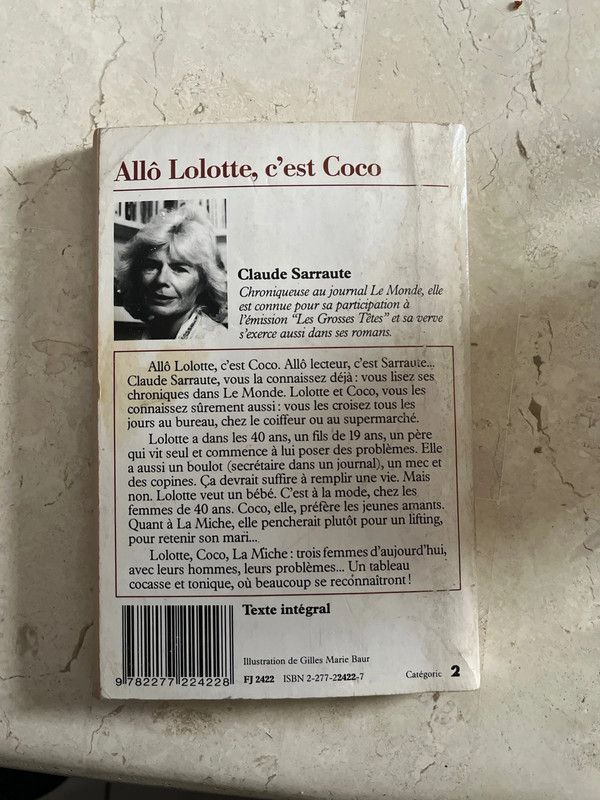 Allô Lolotte, c'est Coco
Claude Sarraute
Chroniqueuse au journal Le Monde, elle
est connue pour sa participation à
l'émission "Les Grosses Têtes" et sa verve
s'exerce aussi dans ses romans.
Allô Lolotte, c'est Coco. Allô lecteur, c'est Sarraute...
Claude Sarraute, vous la connaissez déjà : vous lisez ses
chroniques dans Le Monde. Lolotte et Coco, vous les
connaissez sûrement aussi : vous les croisez tous les
jours au bureau, chez le coiffeur ou au supermarché.
Lolotte a dans les 40 ans, un fils de 19 ans, un père
qui vit seul et commence à lui poser des problèmes. Elle
a aussi un boulot (secrétaire dans un journal), un mec et
des copines. Ça devrait suffire à remplir une vie. Mais
non. Lolotte veut un bébé. C'est à la mode, chez les
femmes de 40 ans. Coco, elle, préfère les jeunes amants.
Quant à La Miche, elle pencherait plutôt pour un lifting,
pour retenir son mari...
Lolotte, Coco, La Miche : trois femmes d'aujourd'hui,
avec leurs hommes, leurs problèmes... Un tableau
cocasse et tonique, où beaucoup se reconnaîtront !
Texte intégral
Illustration de Gilles Marie Baur
9 782277 224228
FJ 2422 ISBN 2-277-22422-7
Catégorie 2